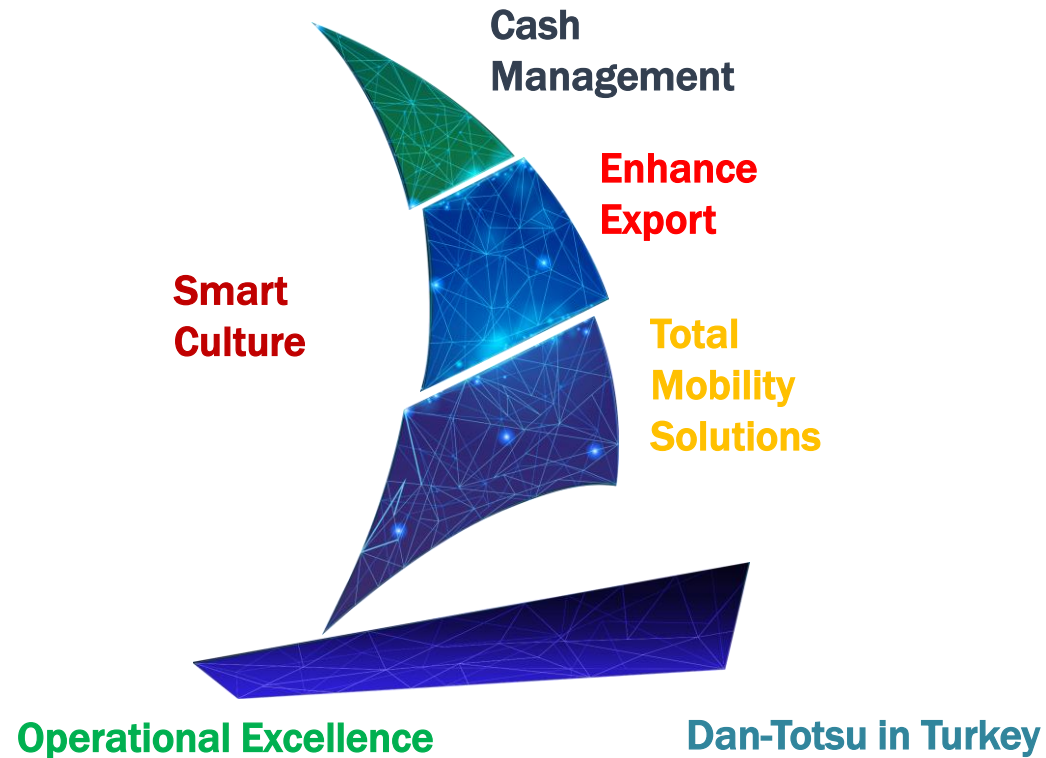 Cash
Management
Enhance
Export
Smart
Culture
Total
Mobility
Solutions
Operational Excellence
Dan-Totsu in Turkey